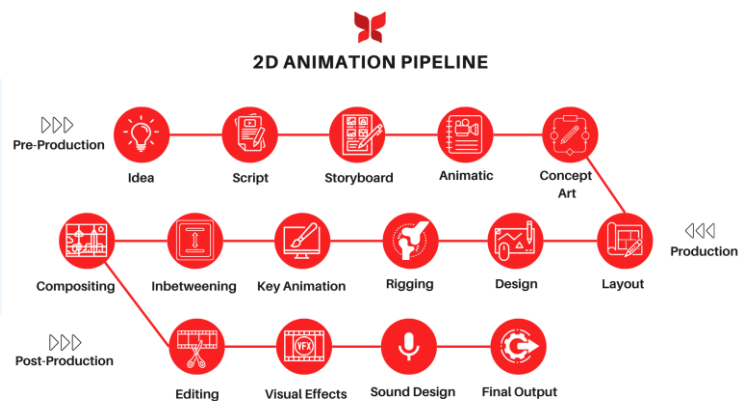 2D ANIMATION PIPELINE
Pre-Production
Idea
Script
Storyboard
Animatic
Concept
Art
Production
Compositing
Inbetweening
Key Animation
Rigging
Design
Layout
Post-Production
VFX
Editing
Visual Effects
Sound Design
Final Output